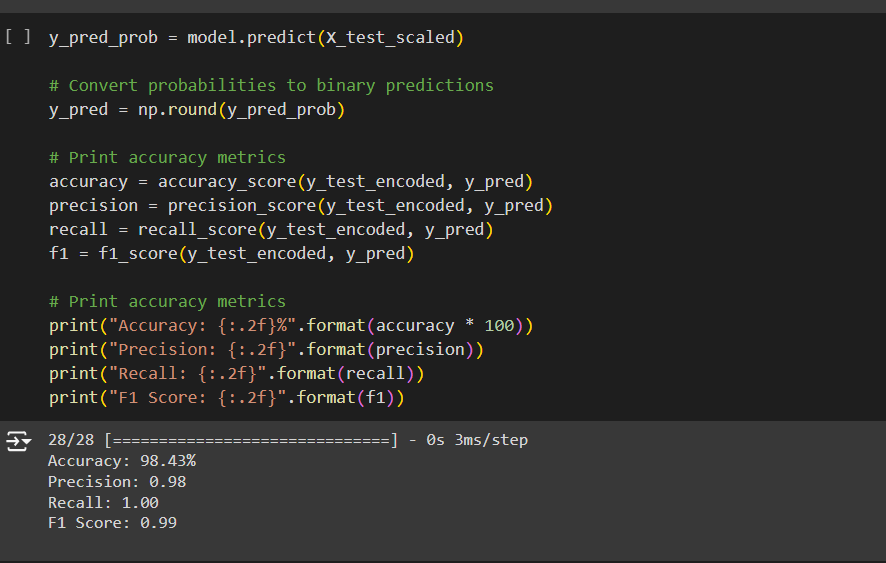 [ ] y_pred_prob = model.predict(X_test_scaled)
# Convert probabilities to binary predictions
y_pred = np.round(y_pred_prob)
# Print accuracy metrics
accuracy = accuracy_score(y_test_encoded, y_pred)
precision = precision_score(y_test_encoded, y_pred)
recall = recall_score(y_test_encoded, y_pred)
f1 = f1_score(y_test_encoded, y_pred)
# Print accuracy metrics
print("Accuracy: {:.2f}%".format(accuracy * 100))
print("Precision: {:.2f}".format(precision))
print("Recall: {:.2f}".format(recall))
print("F1 Score: {:.2f}".format(f1))
28/28 [==============================] - 0s 3ms/step
Accuracy: 98.43%
Precision: 0.98
Recall: 1.00
F1 Score: 0.99